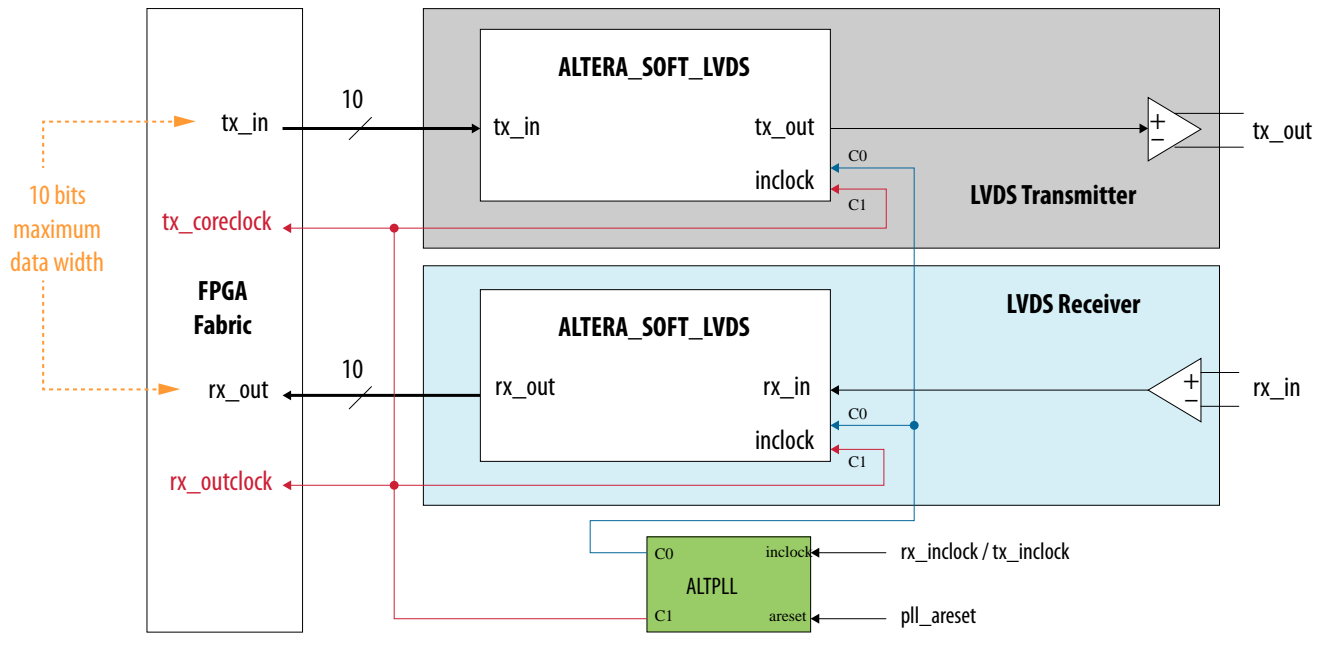 ALTERA_SOFT_LVDS
10
tx_in
tx_in
tx_out
+
−
tx_out
C0
inclock
C1
LVDS Transmitter
10 bits
maximum
data width
tx_coreclock
FPGA
Fabric
LVDS Receiver
ALTERA_SOFT_LVDS
10
rx_out
rx_out
rx_in
+
−
rx_in
C0
inclock
C1
rx_outclock
C0
inclock
rx_inclock / tx_inclock
ALTPLL
C1
areset
pll_areset